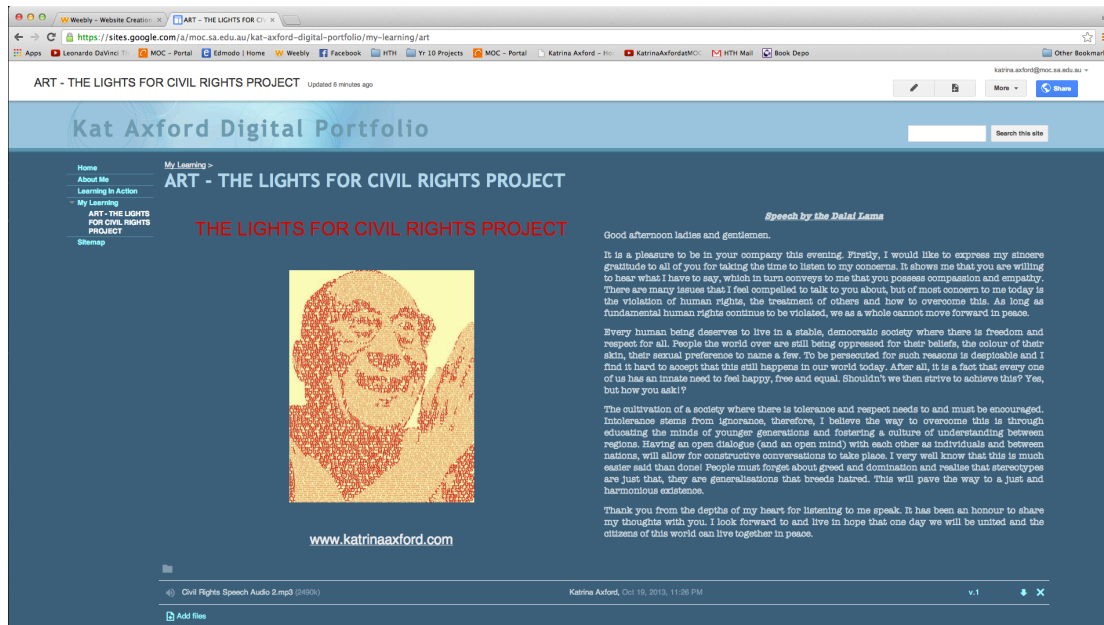 Weebly – Website Creation
ART – THE LIGHTS FOR CIV
https://sites.google.com/a/moc.sa.edu.au/kat-axford-digital-portfolio/my-learning/art
Apps Leonardo DaVinci Th MOC – Portal Edmodo | Home Weebly Facebook HTH Yr 10 Projects MOC – Portal Katrina Axford – Her KatrinaAxfordatMOC HTH Mail Book Depo Other Bookmar
katrina.axford@moc.sa.edu.au
ART - THE LIGHTS FOR CIVIL RIGHTS PROJECT Updated 6 minutes ago
More Share
Kat Axford Digital Portfolio
Search this site
Home
About Me
Learning In Action
My Learning
ART - THE LIGHTS
FOR CIVIL RIGHTS
PROJECT
Sitemap
My Learning >
ART - THE LIGHTS FOR CIVIL RIGHTS PROJECT
THE LIGHTS FOR CIVIL RIGHTS PROJECT
www.katrinaaxford.com
Speech by the Dalai Lama
Good afternoon ladies and gentlemen.
It is a pleasure to be in your company this evening. Firstly, I would like to express my sincere
gratitude to all of you for taking the time to listen to my concerns. It shows me that you are willing
to hear what I have to say, which in turn conveys to me that you possess compassion and empathy.
There are many issues that I feel compelled to talk to you about, but of most concern to me today is
the violation of human rights, the treatment of others and how to overcome this. As long as
fundamental human rights continue to be violated, we as a whole cannot move forward in peace.
Every human being deserves to live in a stable, democratic society where there is freedom and
respect for all. People the world over are still being oppressed for their beliefs, the colour of their
skin, their sexual preference to name a few. To be persecuted for such reasons is despicable and I
find it hard to accept that this still happens in our world today. After all, it is a fact that every one
of us has an innate need to feel happy, free and equal. Shouldn't we then strive to achieve this? Yes,
but how you ask!?
The cultivation of a society where there is tolerance and respect needs to and must be encouraged.
Intolerance stems from ignorance, therefore, I believe the way to overcome this is through
educating the minds of younger generations and fostering a culture of understanding between
regions. Having an open dialogue (and an open mind) with each other as individuals and between
nations, will allow for constructive conversations to take place. I very well know that this is much
easier said than done! People must forget about greed and domination and realise that stereotypes
are just that, they are generalisations that breeds hatred. This will pave the way to a just and
harmonious existence.
Thank you from the depths of my heart for listening to me speak. It has been an honour to share
my thoughts with you. I look forward to and live in hope that one day we will be united and the
citizens of this world can live together in peace.
Civil Rights Speech Audio 2.mp3 (2490k) Katrina Axford, Oct 19, 2013, 11:26 PM v.1
Add files